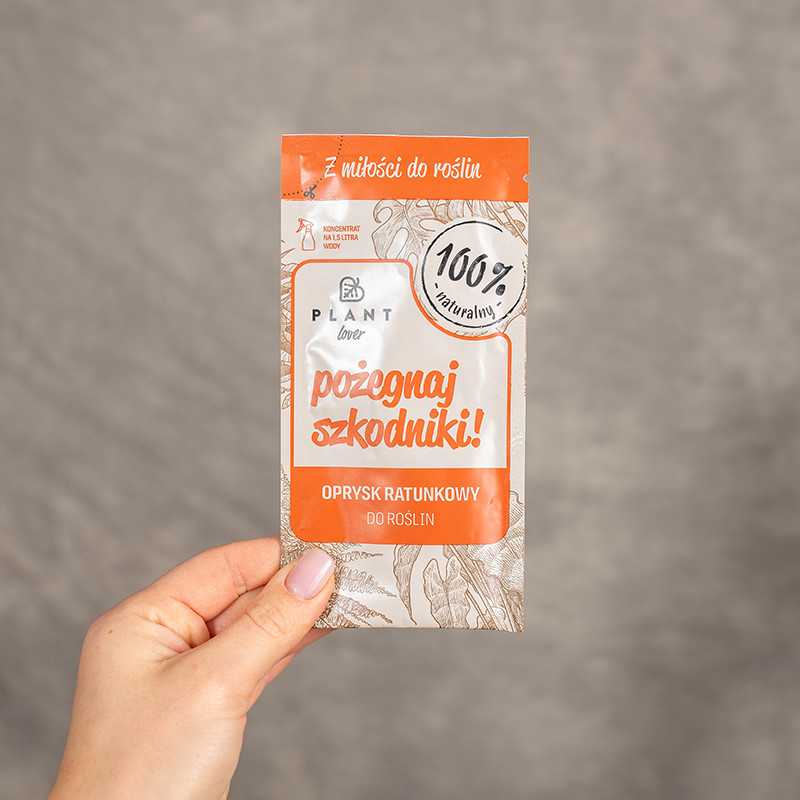 Z miłości do roślin
KONCENTRAT
NA 1,5 LITRA
WODY
100%
- naturalny -
PLANT
lover
pożegnaj
szkodniki!
OPRYSK RATUNKOWY
DO ROŚLIN